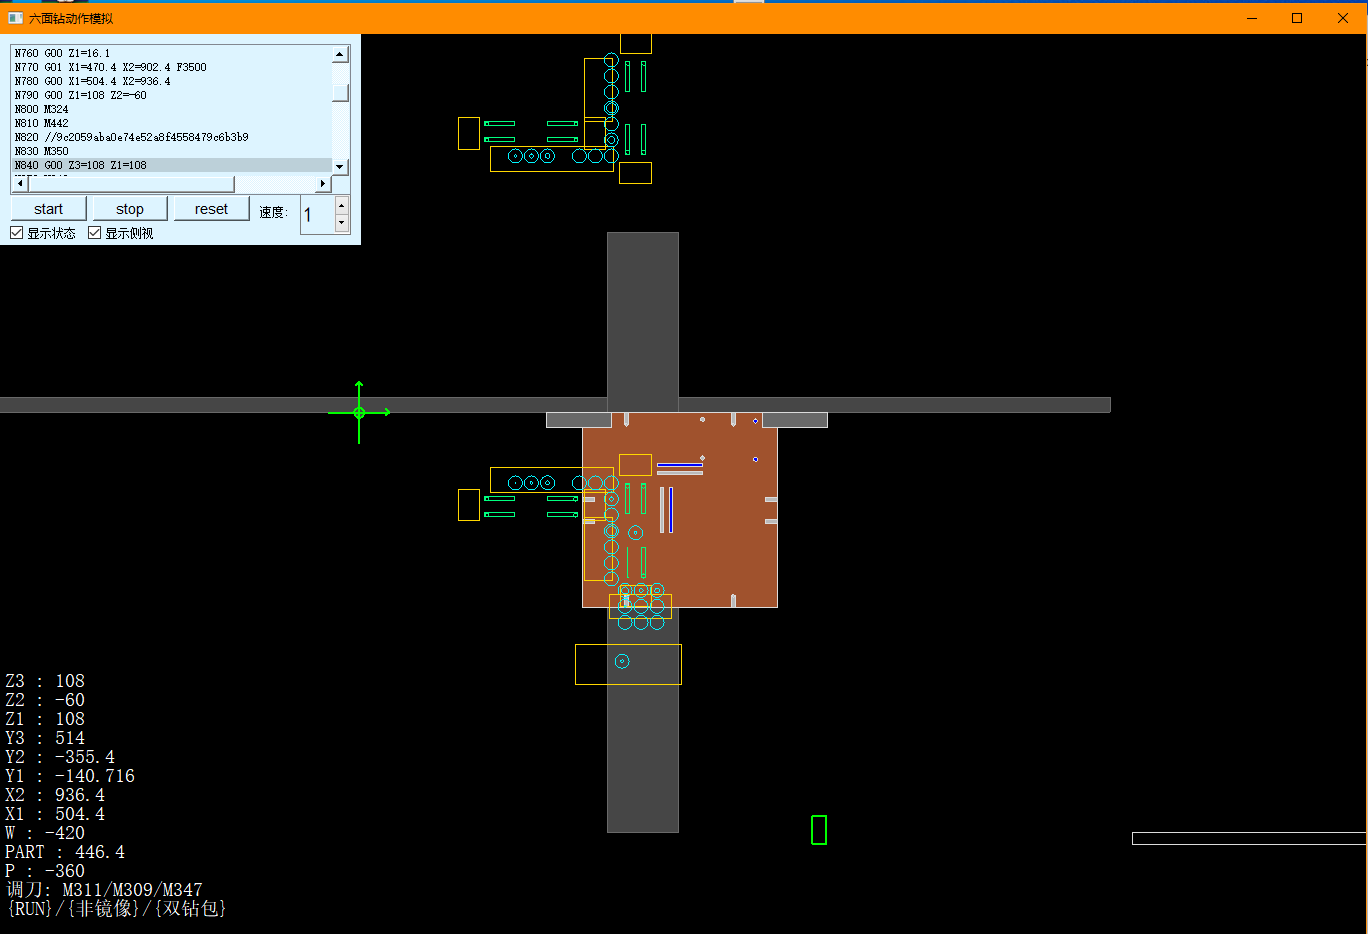 六面钻动作模拟
N760 G00 Z1=16.1
N770 G01 X1=470.4 X2=902.4 F3500
N780 G00 X1=504.4 X2=936.4
N790 G00 Z1=108 Z2=-60
N800 M324
N810 M442
N820 //9c2059aba0e74e52a8f4558479c6b3b9
N830 M350
N840 G00 Z3=108 Z1=108
start stop reset 速度: 1
显示状态 显示侧视
Z3 : 108
Z2 : -60
Z1 : 108
Y3 : 514
Y2 : -355.4
Y1 : -140.716
X2 : 936.4
X1 : 504.4
W : -420
PART : 446.4
P : -360
调刀: M311/M309/M347
{RUN}/{非镜像}/{双钻包}